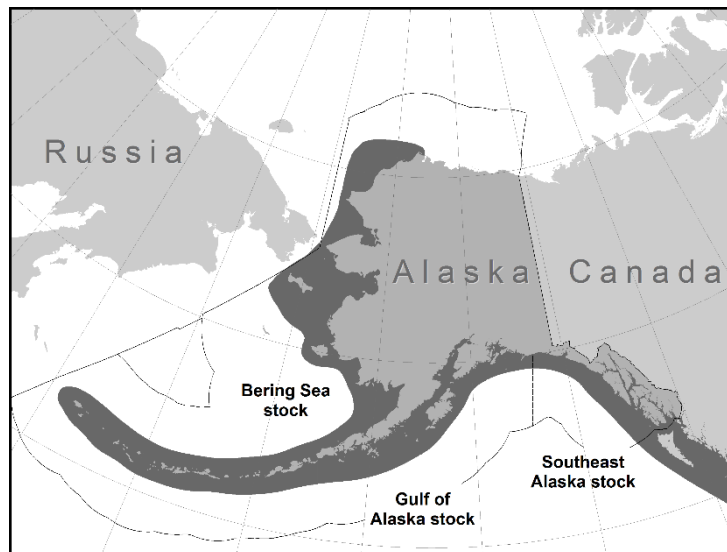 Russia
Alaska
Canada
Bering Sea
stock
Southeast
Alaska stock
Gulf of
Alaska stock